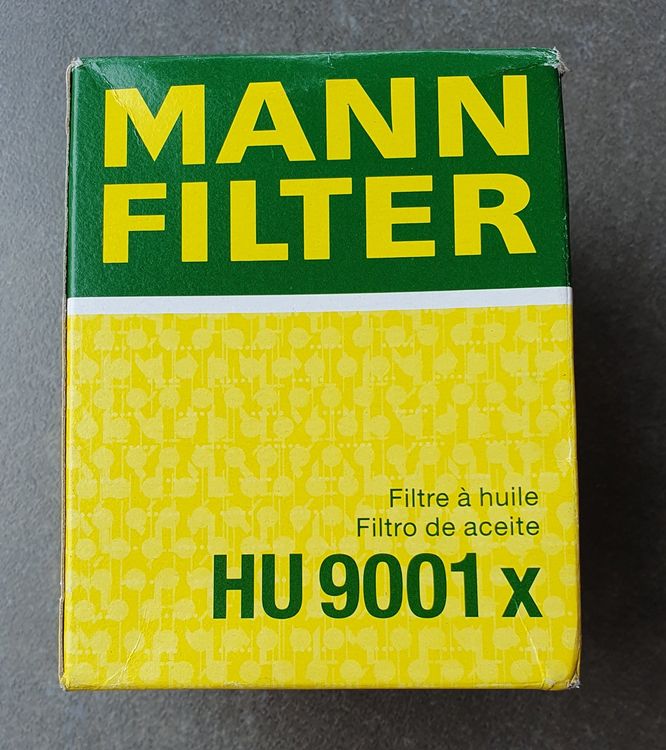 MANN
FILTER
Filtre à huile
Filtro de aceite
HU 9001 x